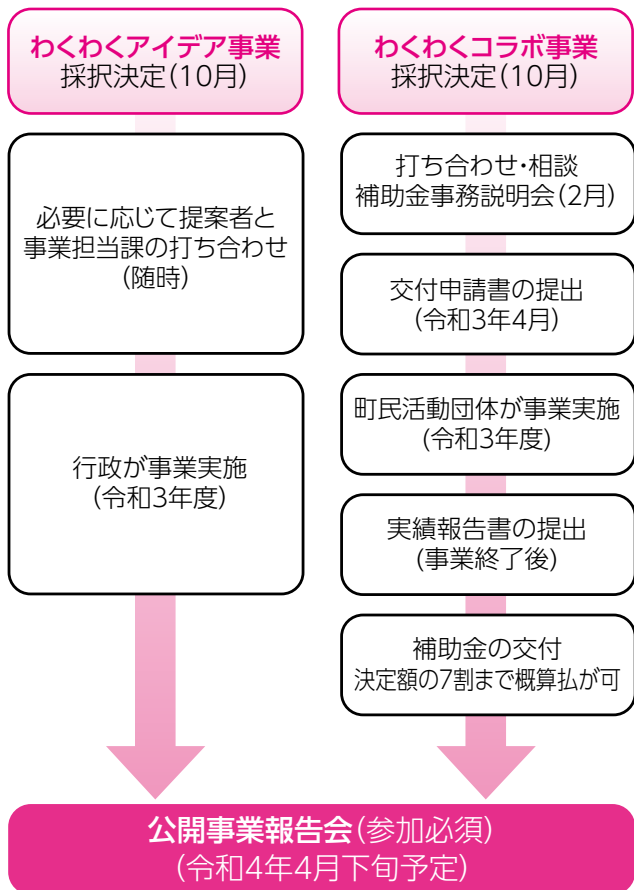 わくわくアイデア事業
採択決定(10月)
必要に応じて提案者と
事業担当課の打ち合わせ
(随時)
行政が事業実施
(令和3年度)
わくわくコラボ事業
採択決定(10月)
打ち合わせ・相談
補助金事務説明会(2月)
交付申請書の提出
(令和3年4月)
町民活動団体が事業実施
(令和3年度)
実績報告書の提出
(事業終了後)
補助金の交付
決定額の7割まで概算払が可
公開事業報告会(参加必須)
(令和4年4月下旬予定)